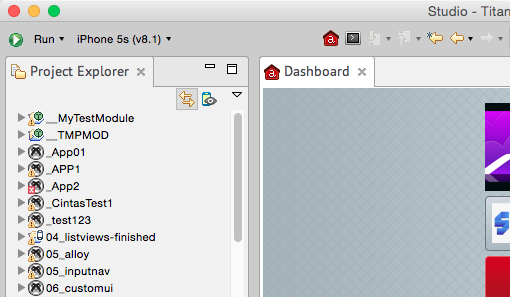 Studio - Titan
Run iPhone 5s (v8.1)
Project Explorer
Dashboard
__MyTestModule
__TMPMOD
_App01
_APP1
_App2
_CintasTest1
_test123
04_listviews-finished
05_alloy
05_inputnav
06_customui